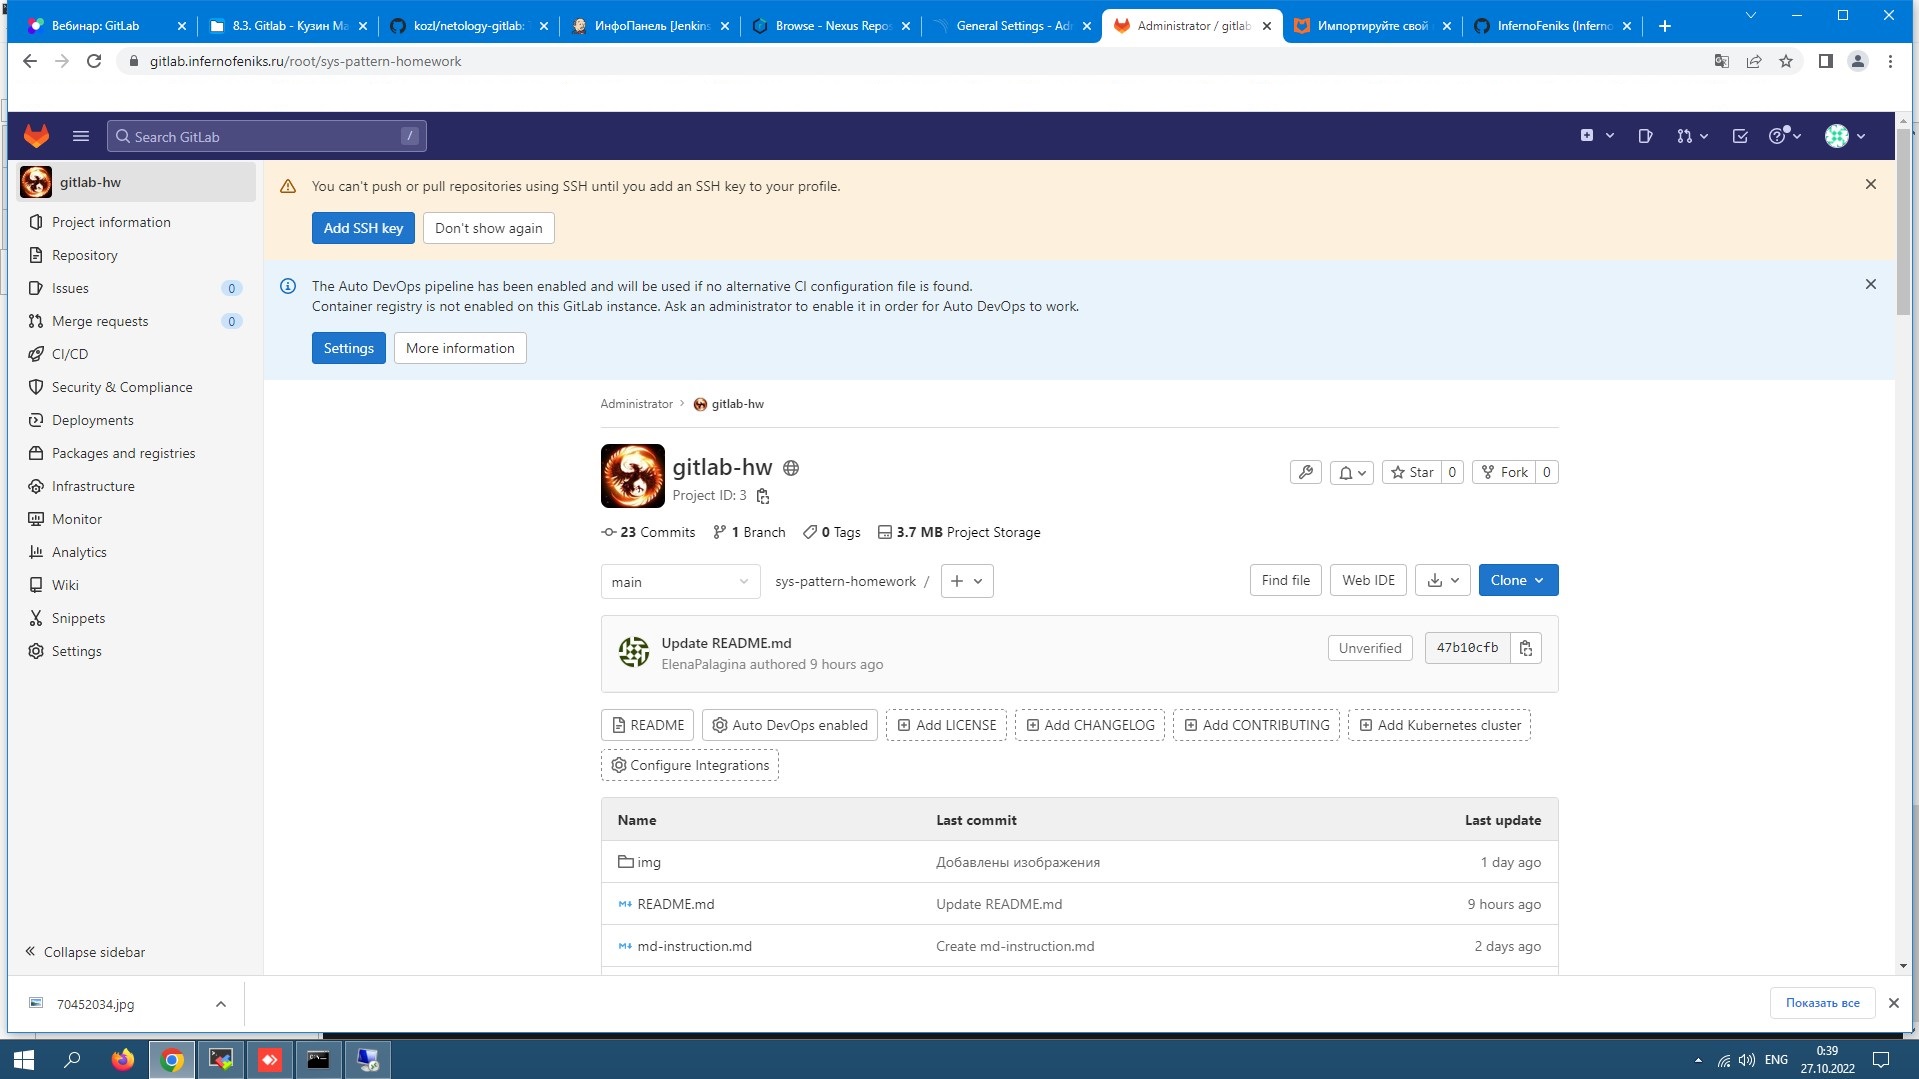 Вебинар: GitLab
8.3. Gitlab - Кузин Ма
kozl/netology-gitlab:
ИнфоПанель [Jenkins
Browse - Nexus Repos
General Settings - Adm
Administrator / gitlab
Импортируйте свой
InfernoFeniks (Inferno
gitlab.infernofeniks.ru/root/sys-pattern-homework
Search GitLab
/
gitlab-hw
Project information
Repository
Issues 0
Merge requests 0
CI/CD
Security & Compliance
Deployments
Packages and registries
Infrastructure
Monitor
Analytics
Wiki
Snippets
Settings
Collapse sidebar
You can't push or pull repositories using SSH until you add an SSH key to your profile.
Add SSH key
Don't show again
The Auto DevOps pipeline has been enabled and will be used if no alternative CI configuration file is found.
Container registry is not enabled on this GitLab instance. Ask an administrator to enable it in order for Auto DevOps to work.
Settings
More information
Administrator > gitlab-hw
gitlab-hw
Project ID: 3
Star 0
Fork 0
23 Commits 1 Branch 0 Tags 3.7 MB Project Storage
main
sys-pattern-homework /
Find file
Web IDE
Clone
Update README.md
ElenaPalagina authored 9 hours ago
Unverified
47b10cfb
README
Auto DevOps enabled
Add LICENSE
Add CHANGELOG
Add CONTRIBUTING
Add Kubernetes cluster
Configure Integrations
Name Last commit Last update
img Добавлены изображения 1 day ago
README.md Update README.md 9 hours ago
md-instruction.md Create md-instruction.md 2 days ago
70452034.jpg
Показать все
ENG
0:39
27.10.2022